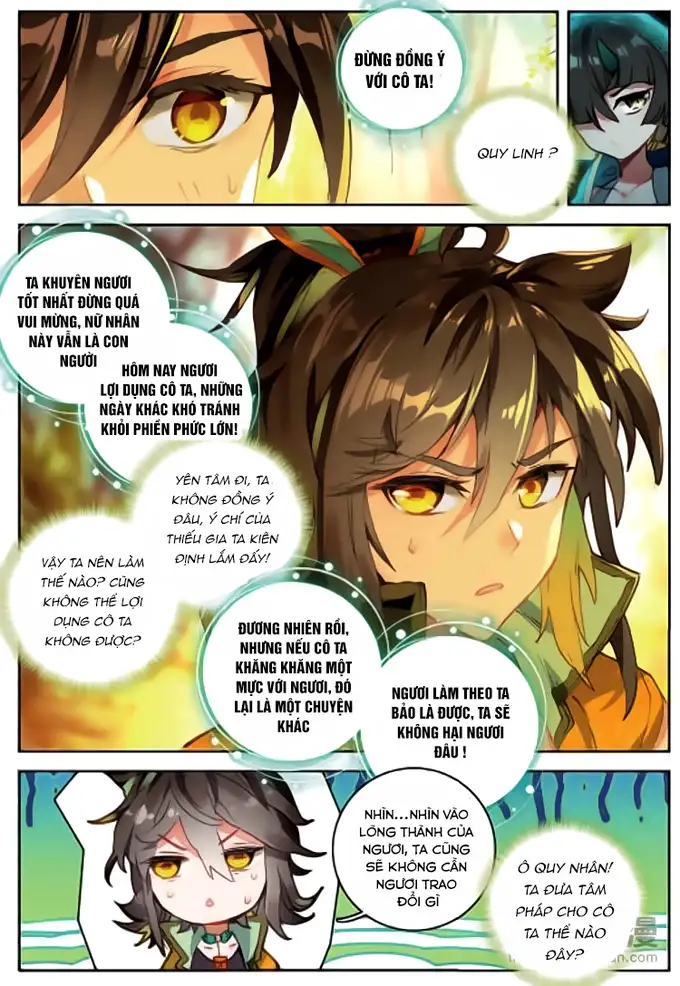 ĐỪNG ĐỒNG Ý
VỚI CÔ TA!
QUY LINH ?
TA KHUYÊN NGƯƠI
TỐT NHẤT ĐỪNG QUÁ
VUI MỪNG, NỮ NHÂN
NÀY VẪN LÀ CON
NGƯỜI
HÔM NAY NGƯƠI
LỢI DỤNG CÔ TA, NHỮNG
NGÀY KHÁC KHÓ TRÁNH
KHỎI PHIỀN PHỨC LỚN!
YÊN TÂM ĐI, TA
KHÔNG ĐỒNG Ý
ĐÂU, Ý CHÍ CỦA
THIẾU GIA TA KIÊN
ĐỊNH LẮM ĐẤY!
VẬY TA NÊN LÀM
THẾ NÀO? CŨNG
KHÔNG THỂ LỢI
DỤNG CÔ TA
KHÔNG ĐƯỢC?
ĐƯƠNG NHIÊN RỒI,
NHƯNG NẾU CÔ TA
KHĂNG KHĂNG MỘT
MỰC VỚI NGƯƠI, ĐÓ
LẠI LÀ MỘT CHUYỆN
KHÁC
NGƯƠI LÀM THEO TA
BẢO LÀ ĐƯỢC, TA SẼ
KHÔNG HẠI NGƯƠI
ĐÂU !
NHÌN...NHÌN VÀO
LÒNG THÀNH CỦA
NGƯƠI, TA CŨNG
SẼ KHÔNG CẦN
NGƯƠI TRAO
ĐỔI GÌ
Ô QUY NHÂN!
TA ĐƯA TÂM
PHÁP CHO CÔ
TA THẾ NÀO
ĐÂY?
漫